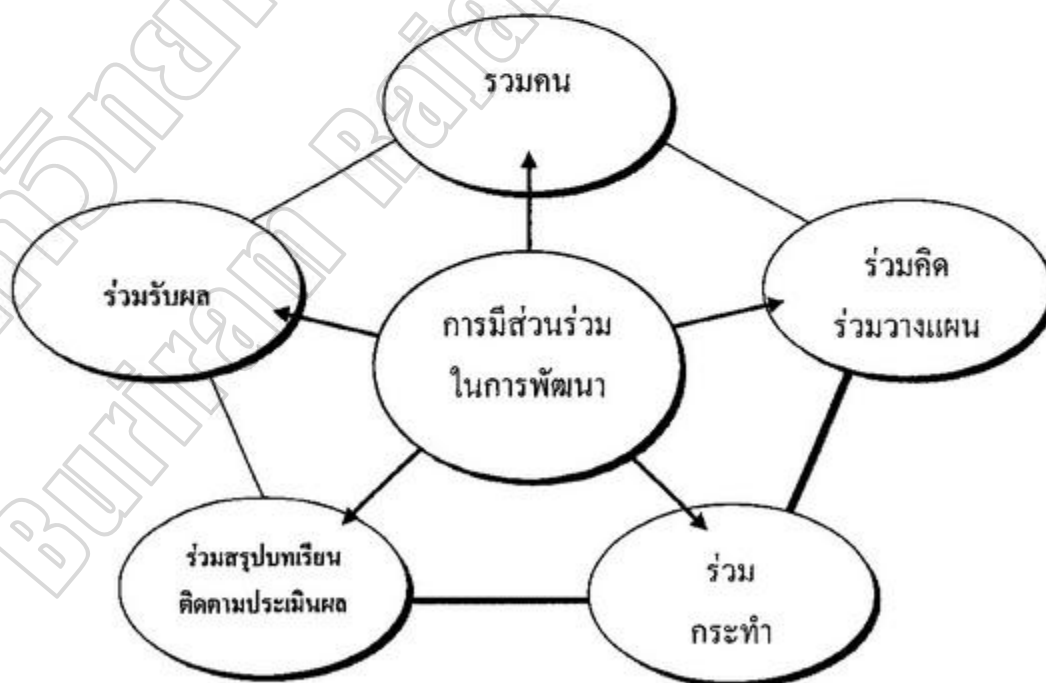 รวมคน
ร่วมรับผล
การมีส่วนร่วม
ในการพัฒนา
ร่วมคิด
ร่วมวางแผน
ร่วมสรุปบทเรียน
ติดตามประเมินผล
ร่วม
กระทำ
Buriram Raja